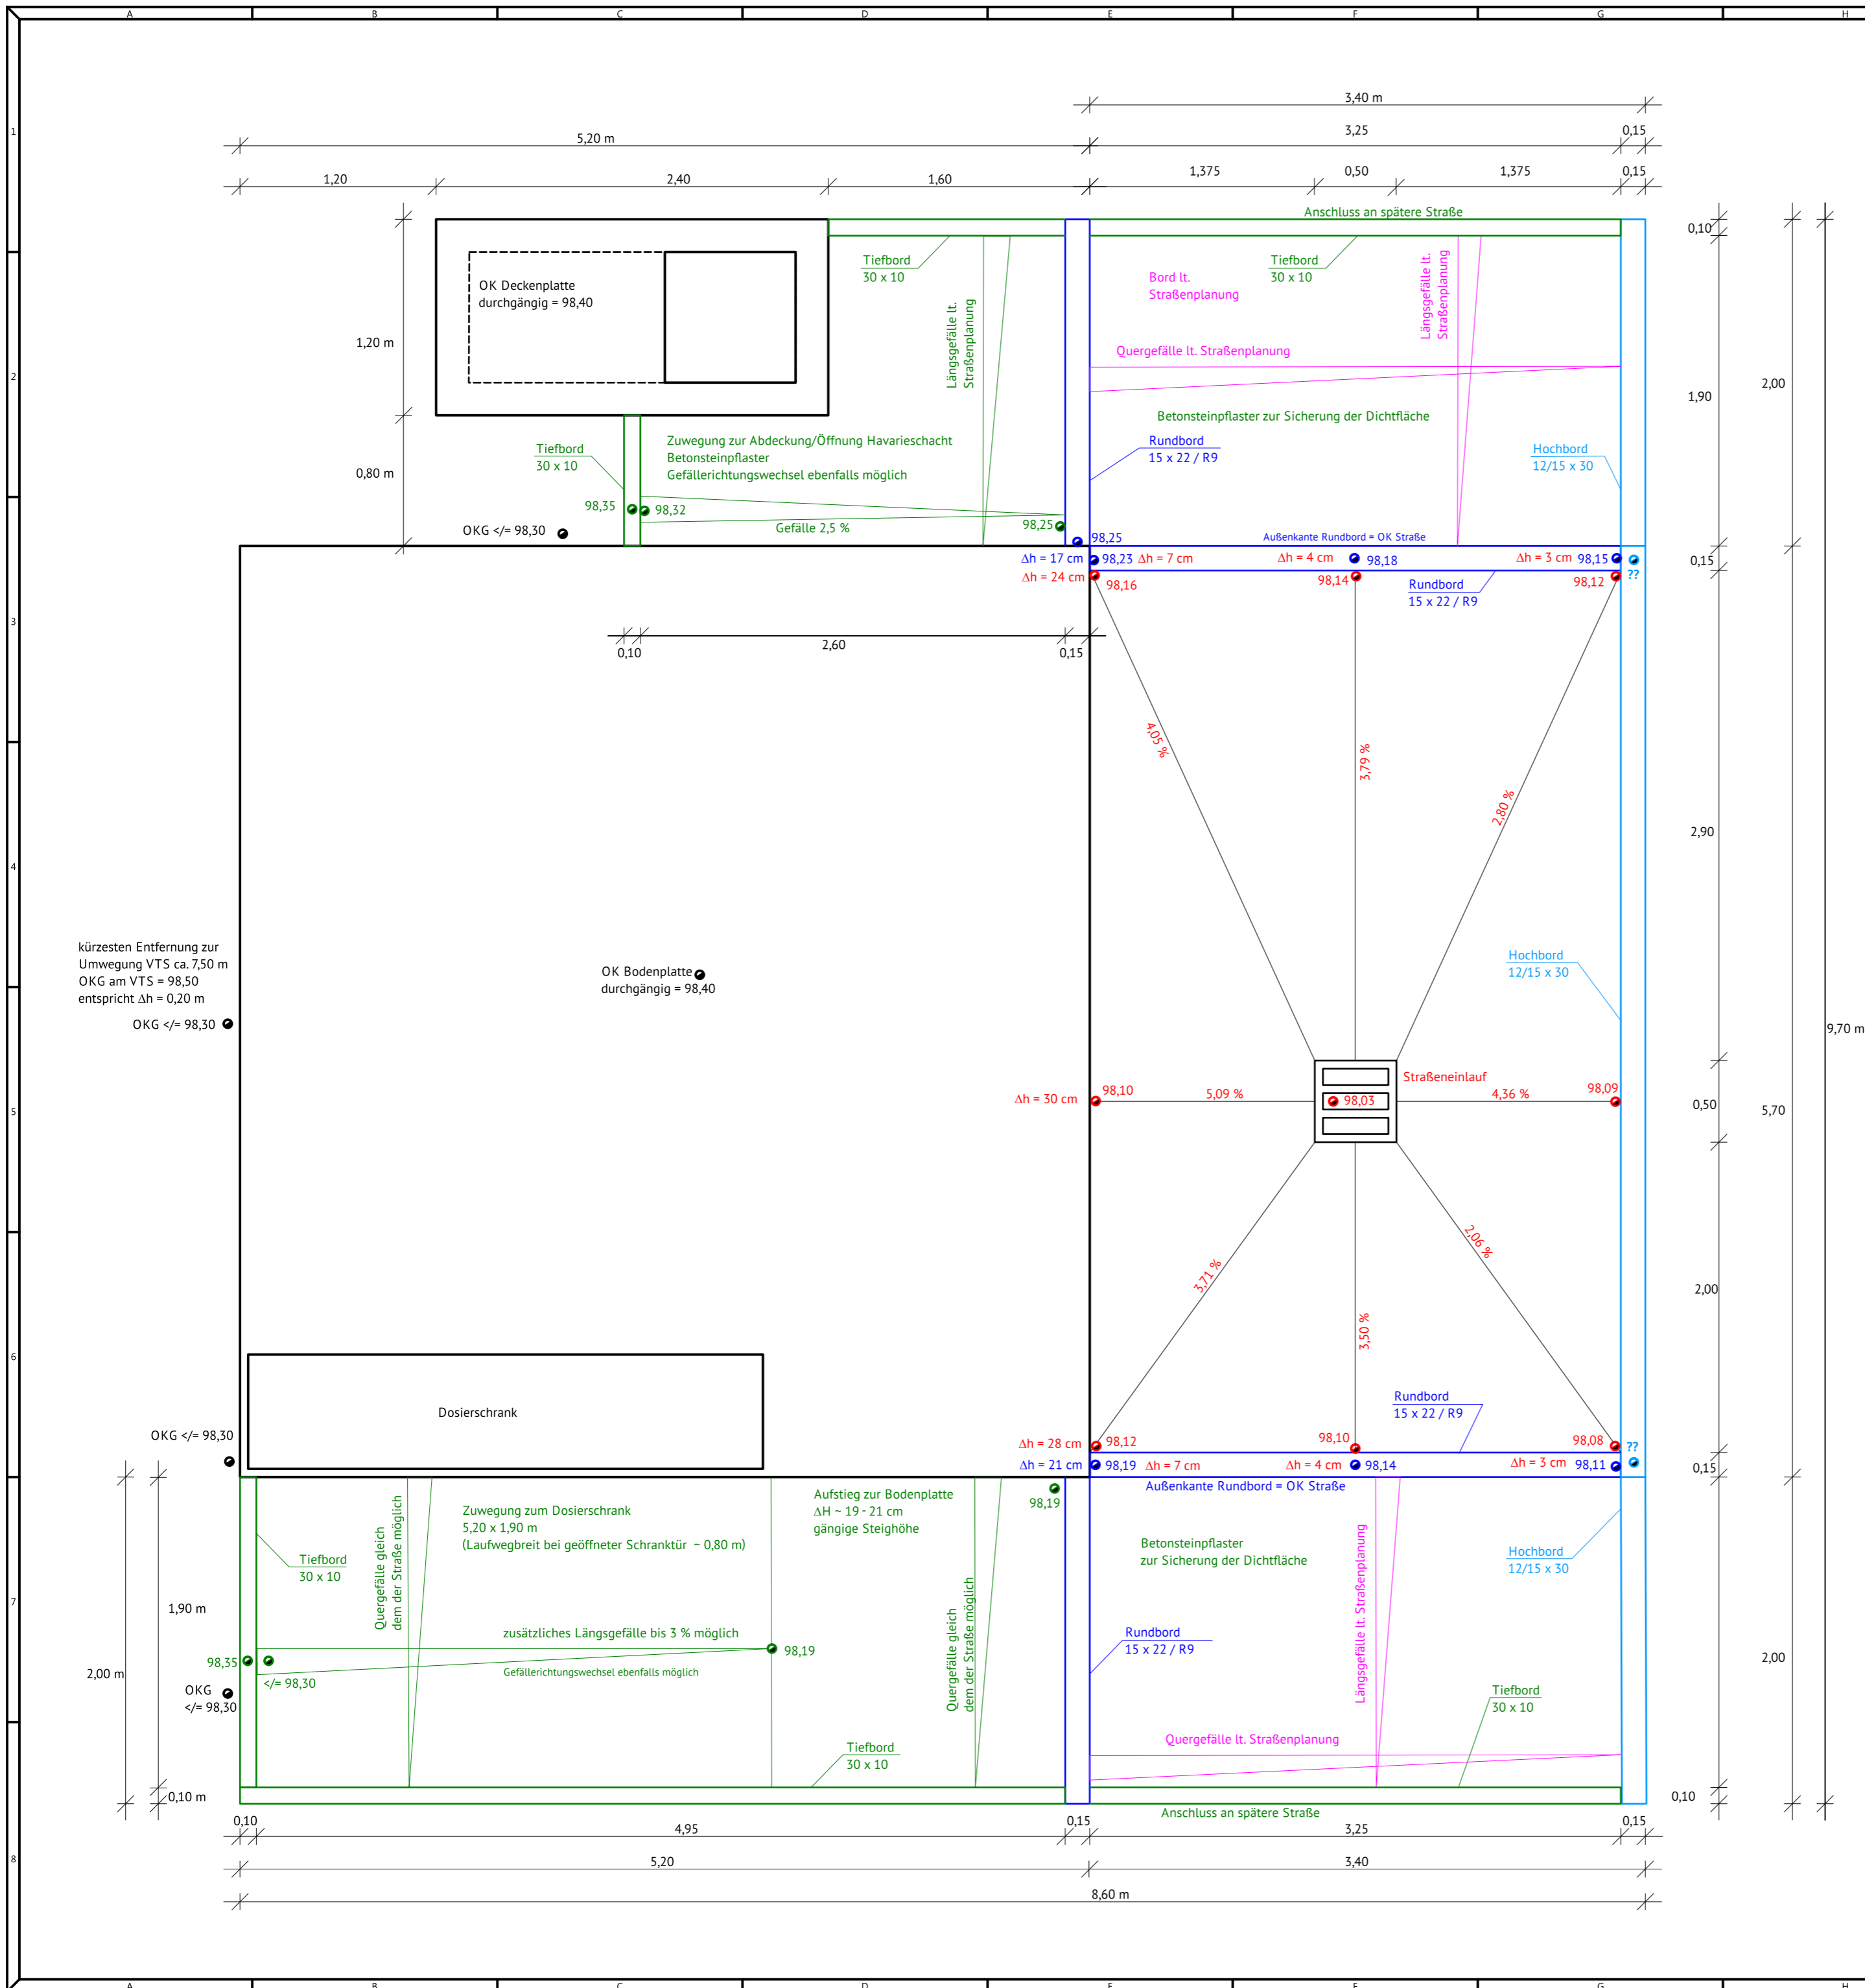 A B C D E F G H
1
3,40 m
5,20 m
3,25
0,15
1,20
2,40
1,60
1,375
0,50
1,375
0,15
Anschluss an spätere Straße
0,10
Tiefbord
30 x 10
Tiefbord
30 x 10
Bord lt.
Straßenplanung
Längsgefälle lt.
Straßenplanung
Längsgefälle lt.
Straßenplanung
OK Deckenplatte
durchgängig = 98,40
1,20 m
2
Quergefälle lt. Straßenplanung
2,00
1,90
Betonsteinpflaster zur Sicherung der Dichtfläche
Tiefbord
30 x 10
Zuwegung zur Abdeckung/Öffnung Havarieschacht
Betonsteinpflaster
Gefällerichtungswechsel ebenfalls möglich
Rundbord
15 x 22 / R9
Hochbord
12/15 x 30
0,80 m
98,35
98,32
OKG </= 98,30
Gefälle 2,5 %
98,25
98,25
Außenkante Rundbord = OK Straße
Δh = 17 cm
98,23
Δh = 7 cm
Δh = 4 cm
98,18
Δh = 3 cm
98,15
0,15
Δh = 24 cm
98,16
98,14
98,12
??
Rundbord
15 x 22 / R9
3
0,10
2,60
0,15
4,05 %
3,79 %
2,80 %
2,90
4
kürzesten Entfernung zur
Umwegung VTS ca. 7,50 m
OKG am VTS = 98,50
entspricht Δh = 0,20 m
OKG </= 98,30
OK Bodenplatte
durchgängig = 98,40
Hochbord
12/15 x 30
9,70 m
Straßeneinlauf
5
Δh = 30 cm
98,10
5,09 %
98,03
4,36 %
98,09
0,50
5,70
3,71 %
2,06 %
2,00
3,50 %
6
Dosierschrank
Rundbord
15 x 22 / R9
OKG </= 98,30
Δh = 28 cm
98,12
98,10
98,08
??
Δh = 21 cm
98,19
Δh = 7 cm
Δh = 4 cm
98,14
Δh = 3 cm
98,11
0,15
Außenkante Rundbord = OK Straße
Zuwegung zum Dosierschrank
5,20 x 1,90 m
(Laufwegbreit bei geöffneter Schranktür ~ 0,80 m)
Aufstieg zur Bodenplatte
ΔH ~ 19 - 21 cm
gängige Steighöhe
98,19
Tiefbord
30 x 10
Quergefälle gleich
dem der Straße möglich
Quergefälle gleich
dem der Straße möglich
Betonsteinpflaster
zur Sicherung der Dichtfläche
Längsgefälle lt. Straßenplanung
Hochbord
12/15 x 30
7
1,90 m
zusätzliches Längsgefälle bis 3 % möglich
98,19
Gefällerichtungswechsel ebenfalls möglich
Rundbord
15 x 22 / R9
98,35
</= 98,30
2,00 m
OKG
</= 98,30
2,00
Tiefbord
30 x 10
Quergefälle lt. Straßenplanung
Tiefbord
30 x 10
0,10 m
0,10
Anschluss an spätere Straße
0,10
4,95
0,15
3,25
0,15
8
5,20
3,40
8,60 m
A B C D E F G H